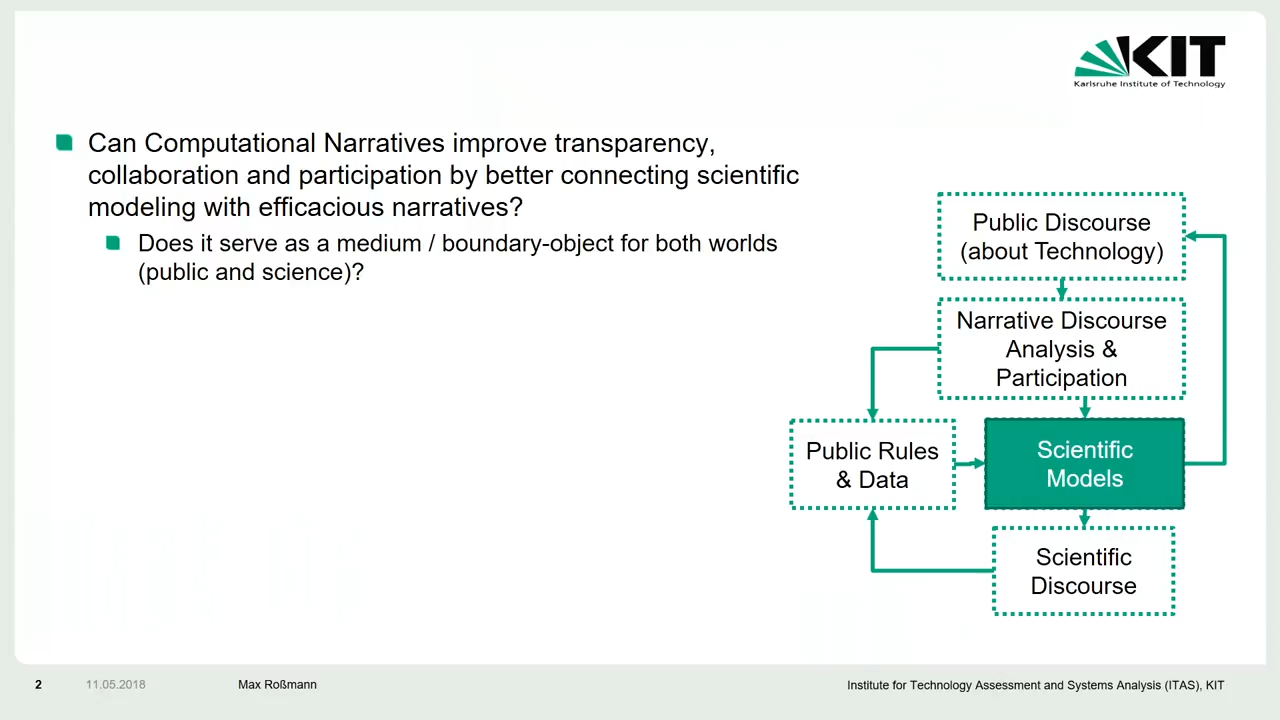 KIT
Karlsruhe Institute of Technology
Can Computational Narratives improve transparency,
collaboration and participation by better connecting scientific
modeling with efficacious narratives?
Does it serve as a medium / boundary-object for both worlds
(public and science)?
Public Discourse
(about Technology)
Narrative Discourse
Analysis &
Participation
Public Rules
& Data
Scientific
Models
Scientific
Discourse
2
11.05.2018
Max Roßmann
Institute for Technology Assessment and Systems Analysis (ITAS), KIT